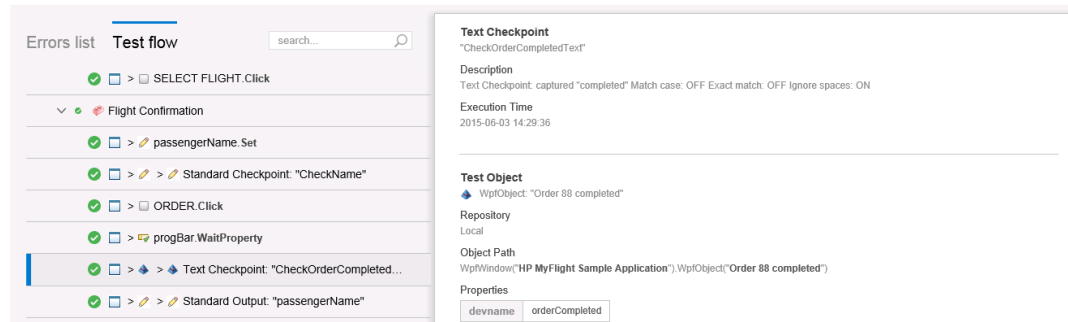 Errors list Test flow search...
SELECT FLIGHT.Click
Flight Confirmation
> passengerName.Set
> > Standard Checkpoint: "CheckName"
> ORDER.Click
> progBar.WaitProperty
> > Text Checkpoint: "CheckOrderCompleted...
> > Standard Output: "passengerName"
Text Checkpoint
"CheckOrderCompletedText"
Description
Text Checkpoint: captured "completed" Match case: OFF Exact match: OFF Ignore spaces: ON
Execution Time
2015-06-03 14:29:36
Test Object
WpfObject: "Order 88 completed"
Repository
Local
Object Path
WpfWindow("HP MyFlight Sample Application").WpfObject("Order 88 completed")
Properties
devname orderCompleted